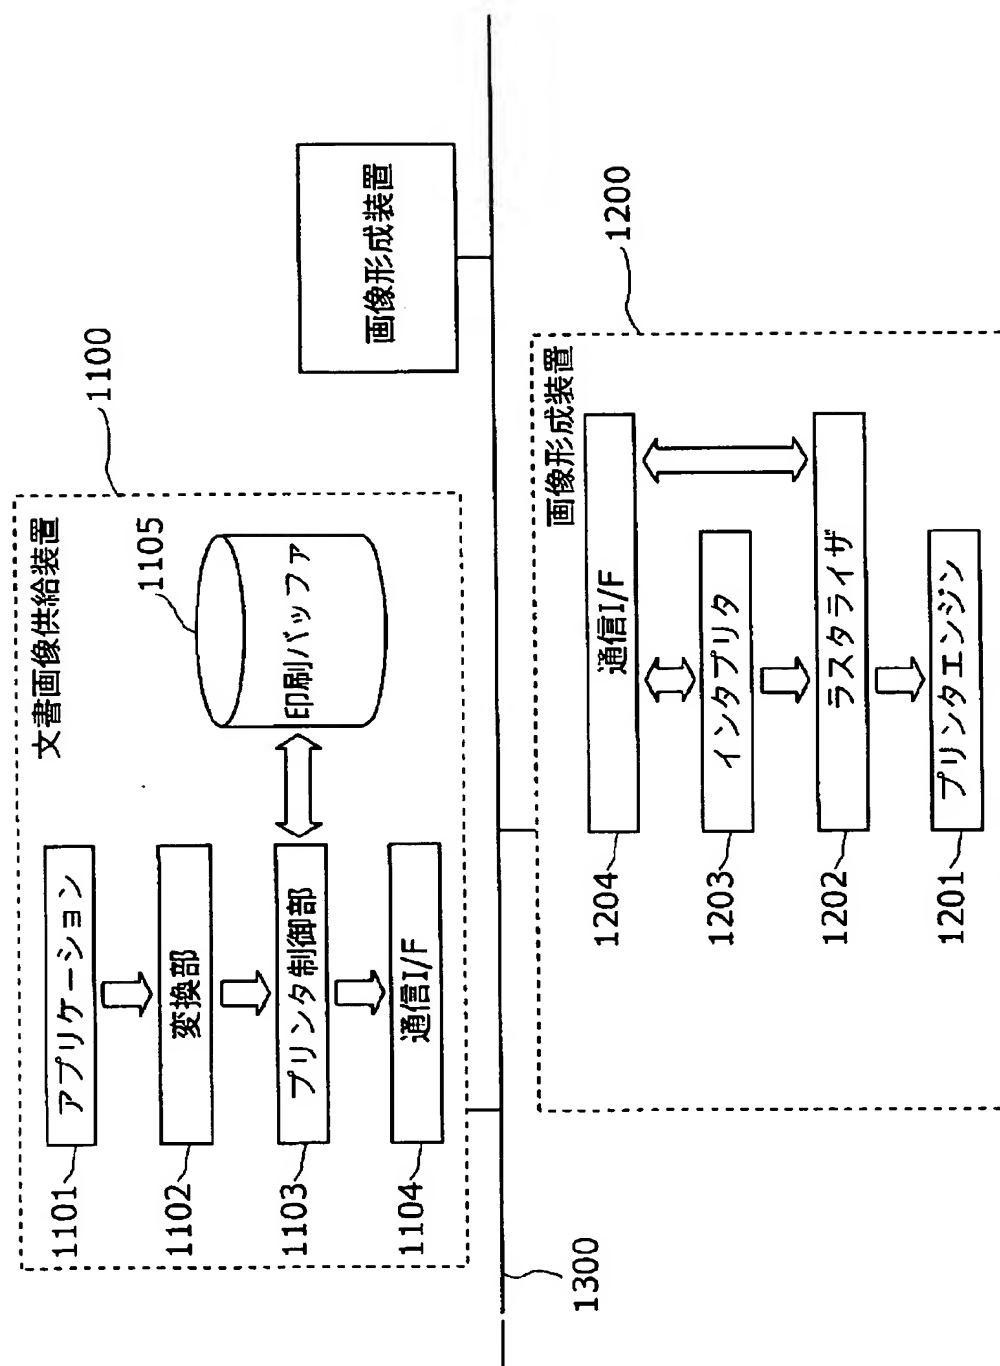 文書画像供給装置
1100
1101
アプリケーション
1102
変換部
1103
プリンタ制御部
1104
通信I/F
1105
印刷バッファ
画像形成装置
1300
画像形成装置
1200
1204
通信I/F
1203
インタプリタ
1202
ラスタライザ
1201
プリンタエンジン